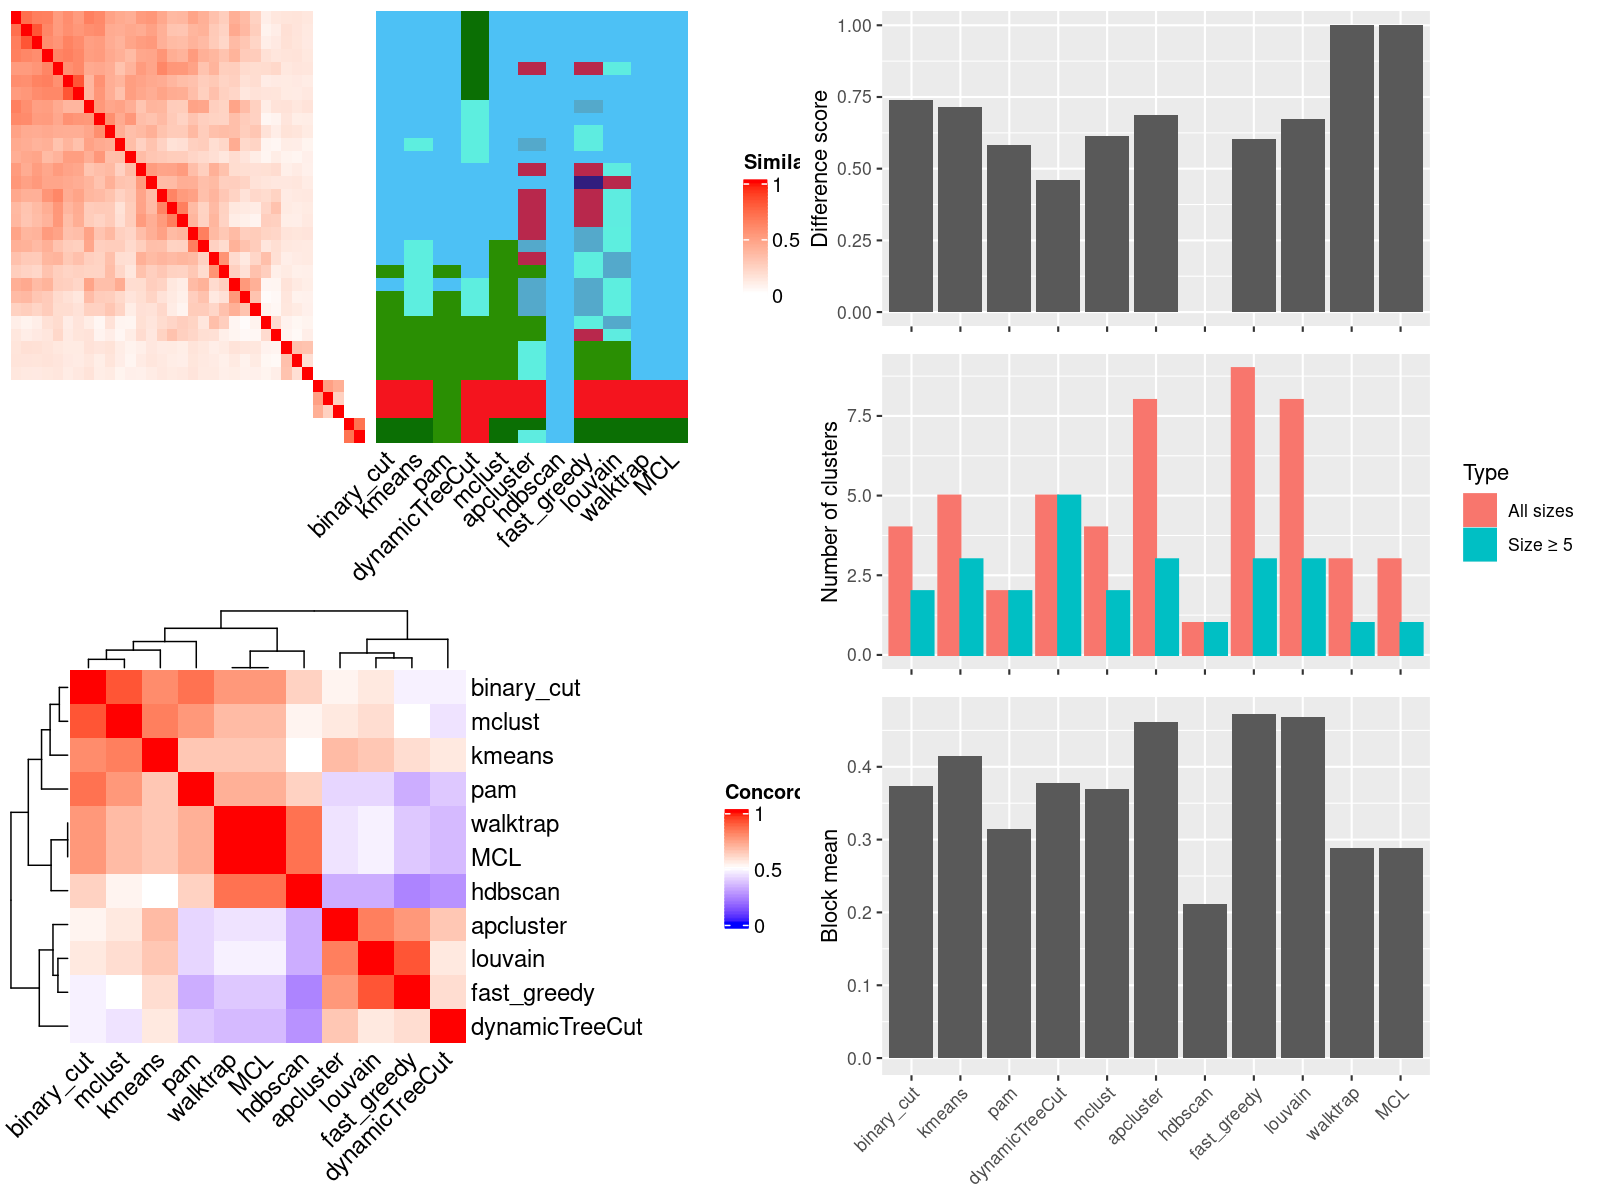 Simila
1
0.5
0
binary_cut
kmeans
pam
dynamicTreeCut
mclust
apcluster
hdbscan
fast_greedy
louvain
walktrap
MCL
binary_cut
mclust
kmeans
pam
walktrap
MCL
hdbscan
apcluster
louvain
fast_greedy
dynamicTreeCut
binary_cut
mclust
kmeans
pam
walktrap
MCL
hdbscan
apcluster
louvain
fast_greedy
dynamicTreeCut
Concord
1
0.5
0
Difference score
1.00
0.75
0.50
0.25
0.00
Number of clusters
7.5
5.0
2.5
0.0
Type
All sizes
Size ≥ 5
Block mean
0.4
0.3
0.2
0.1
0.0
binary_cut
kmeans
pam
dynamicTreeCut
mclust
apcluster
hdbscan
fast_greedy
louvain
walktrap
MCL